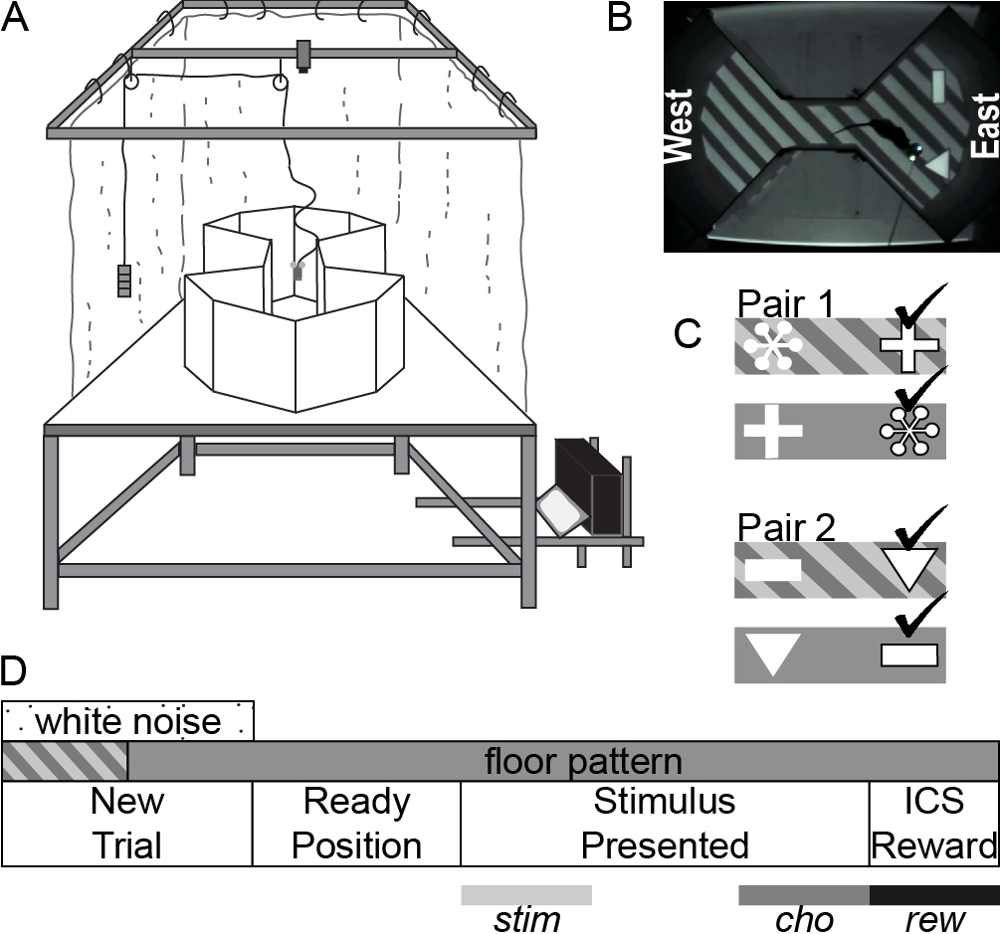 A
B
West
East
C
Pair 1
Pair 2
D
white noise
floor pattern
New
Trial
Ready
Position
Stimulus
Presented
ICS
Reward
stim
cho
rew